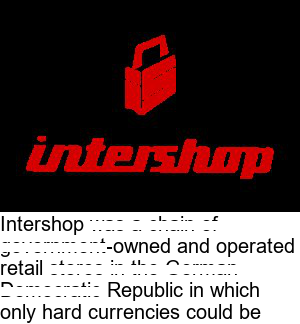 intershop
Intershop was a chain of
government-owned and operated
retail stores in the German
Democratic Republic in which
only hard currencies could be